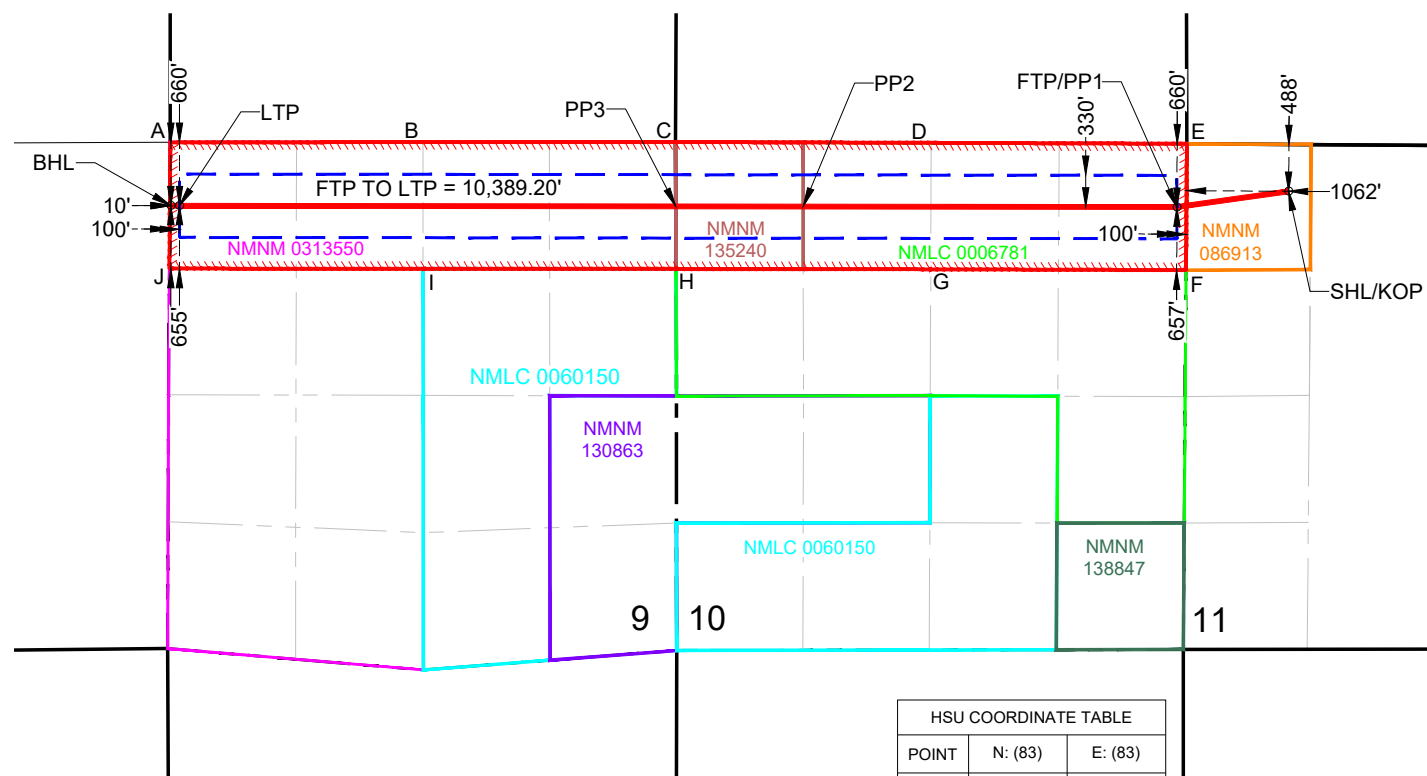 660'
LTP
PP3
PP2
FTP/PP1
660'
488'
330'
A
B
C
D
E
BHL
FTP TO LTP = 10,389.20'
1062'
10'
100'
NMNM 0313550
NMNM
135240
NMLC 0006781
100'
NMNM
086913
J
I
H
G
F
SHL/KOP
655'
657'
NMLC 0060150
NMNM
130863
NMLC 0060150
NMNM
138847
9
10
11
HSU COORDINATE TABLE
POINT N: (83) E: (83)